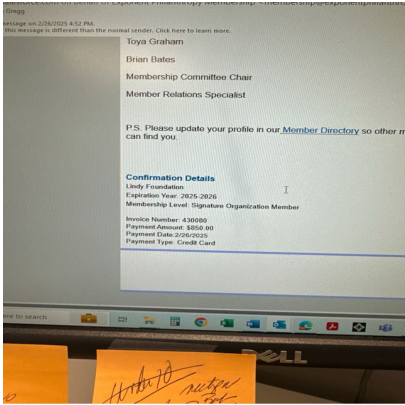 Gregg
message on 2/26/2025 4:52 PM.
this message is different than the normal sender. Click here to learn more.
Toya Graham
Brian Bates
Membership Committee Chair
Member Relations Specialist
P.S. Please update your profile in our Member Directory so other m
can find you.
Confirmation Details
Lindy Foundation
Expiration Year: 2025-2026
Membership Level: Signature Organization Member
Invoice Number: 430080
Payment Amount: $850.00
Payment Date: 2/26/2025
Payment Type: Credit Card
ere to search
DELL